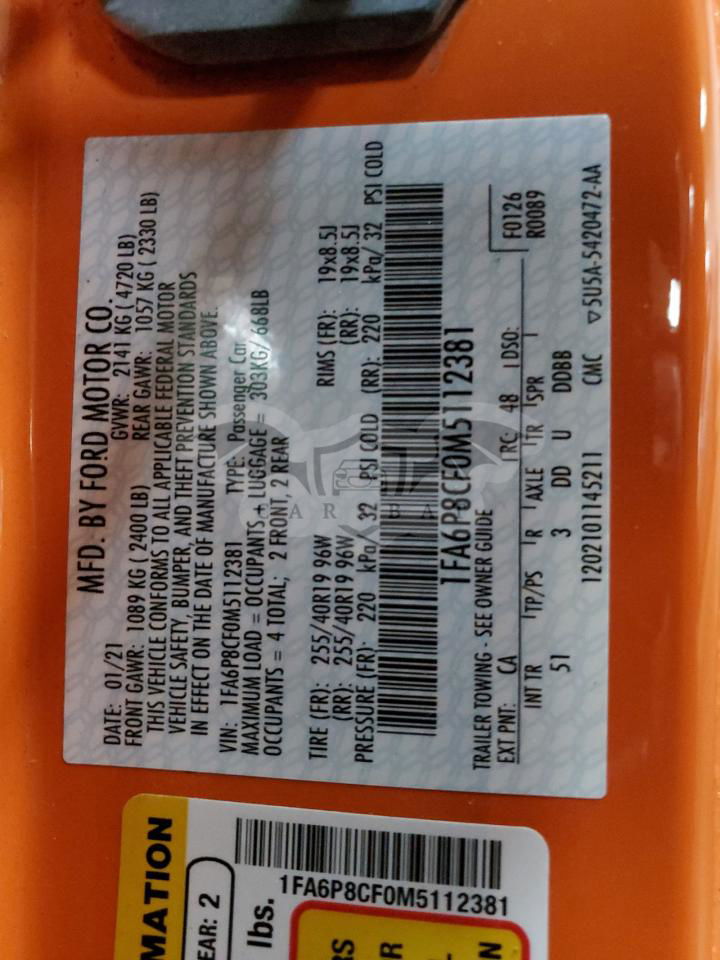 MFD. BY FORD MOTOR CO.
DATE: 01/21 GVWR: 2141 KG ( 4720 LB)
FRONT GAWR: 1089 KG ( 2400 LB) REAR GAWR: 1057 KG ( 2330 LB)
THIS VEHICLE CONFORMS TO ALL APPLICABLE FEDERAL MOTOR
VEHICLE SAFETY, BUMPER, AND THEFT PREVENTION STANDARDS
IN EFFECT ON THE DATE OF MANUFACTURE SHOWN ABOVE.
VIN: 1FA6P8CF0M5112381 TYPE: Passenger Car
MAXIMUM LOAD = OCCUPANTS + LUGGAGE = 303KG/ 668LB
OCCUPANTS = 4 TOTAL; 2 FRONT, 2 REAR
TIRE (FR): 255/40R19 96W RIMS (FR): 19x8.5J
(RR): 255/40R19 96W (RR): 19x8.5J
PRESSURE (FR): 220 kPa/ 32 PSI COLD (RR): 220 kPa/ 32 PSI COLD
1FA6P8CF0M5112381
TRAILER TOWING - SEE OWNER GUIDE
EXT PNT: CA RC: 48 DSO: F0126
INT TR TP/PS R AXLE TR SPR R0089
51 3 DD U DDBB
1202101145211 CMC ▽5U5A-5420472-AA
MATION
EAR: 2
lbs.
1FA6P8CF0M5112381
RS
R
N